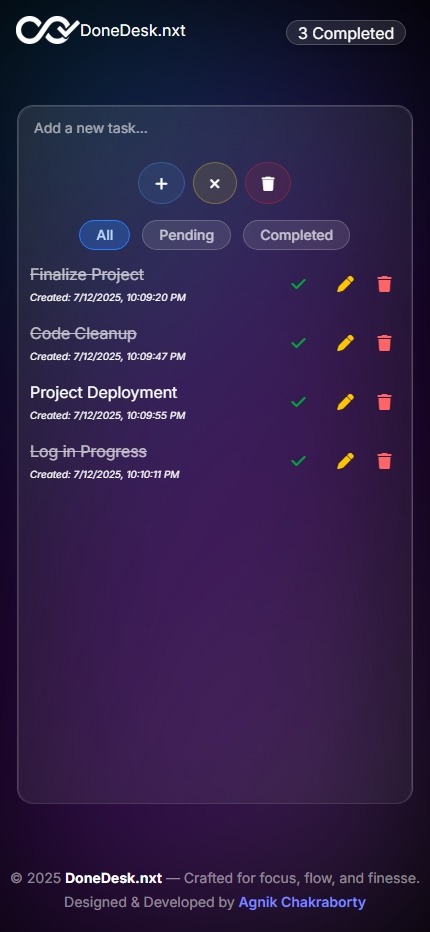 DoneDesk.nxt
3 Completed
Add a new task...
All Pending Completed
Finalize Project
Created: 7/12/2025, 10:09:20 PM
Code Cleanup
Created: 7/12/2025, 10:09:47 PM
Project Deployment
Created: 7/12/2025, 10:09:55 PM
Log in Progress
Created: 7/12/2025, 10:10:11 PM
© 2025 DoneDesk.nxt — Crafted for focus, flow, and finesse.
Designed & Developed by Agnik Chakraborty